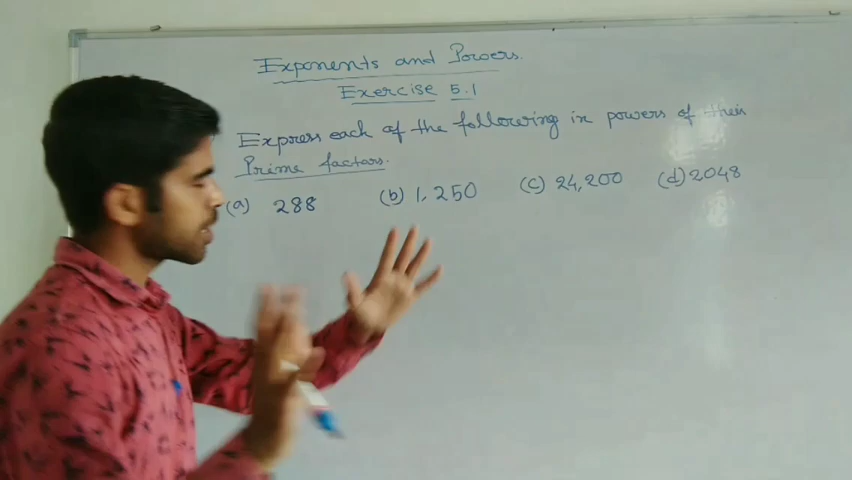 Exponents and Powers.
Exercise 5.1
Express each of the following in powers of their
Prime factors.
(a) 288 (b) 1,250 (c) 24,200 (d) 2048